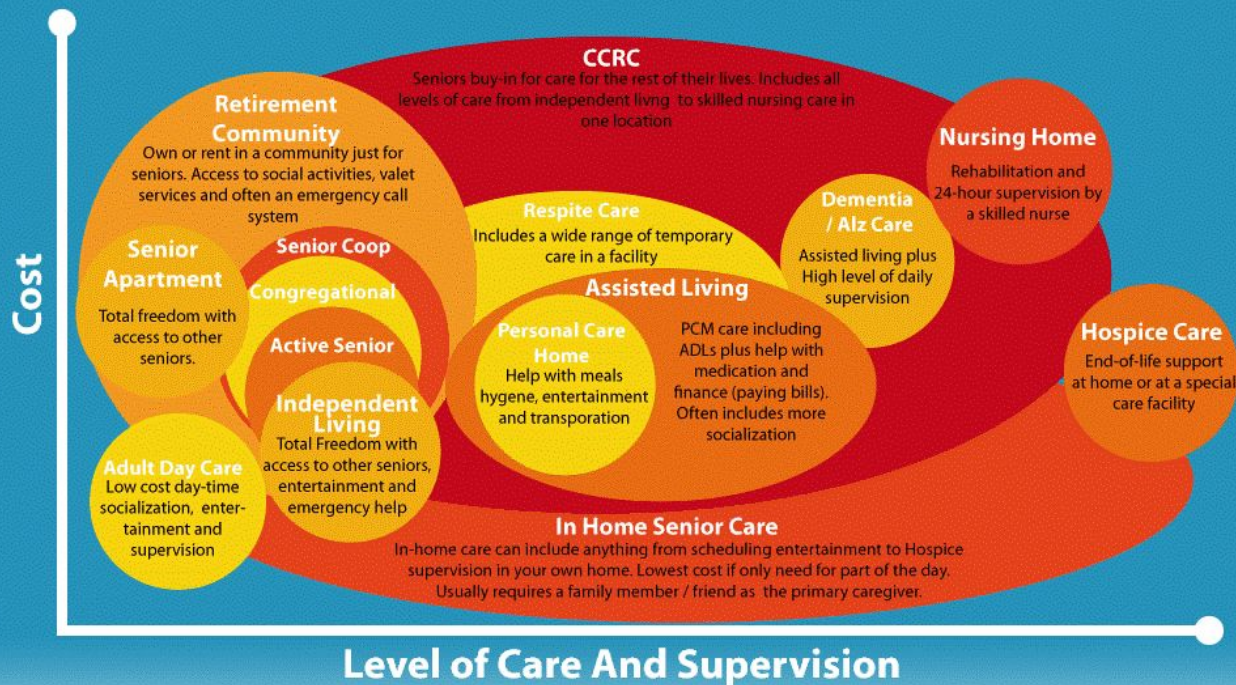 Cost
CCRC
Seniors buy-in for care for the rest of their lives. Includes all
levels of care from independent livng to skilled nursing care in
one location
Retirement
Community
Own or rent in a community just for
seniors. Access to social activities, valet
services and often an emergency call
system
Nursing Home
Rehabilitation and
24-hour supervision by
a skilled nurse
Dementia
/ Alz Care
Assisted living plus
High level of daily
supervision
Respite Care
Includes a wide range of temporary
care in a facility
Senior
Apartment
Total freedom with
access to other
seniors.
Senior Coop
Congregational
Active Senior
Independent
Living
Total Freedom with
access to other seniors,
entertainment and
emergency help
Assisted Living
PCM care including
ADLs plus help with
medication and
finance (paying bills).
Often includes more
socialization
Personal Care
Home
Help with meals
hygene, entertainment
and transporation
Hospice Care
End-of-life support
at home or at a special
care facility
Adult Day Care
Low cost day-time
socialization, enter-
tainment and
supervision
In Home Senior Care
In-home care can include anything from scheduling entertainment to Hospice
supervision in your own home. Lowest cost if only need for part of the day.
Usually requires a family member / friend as the primary caregiver.
Level of Care And Supervision